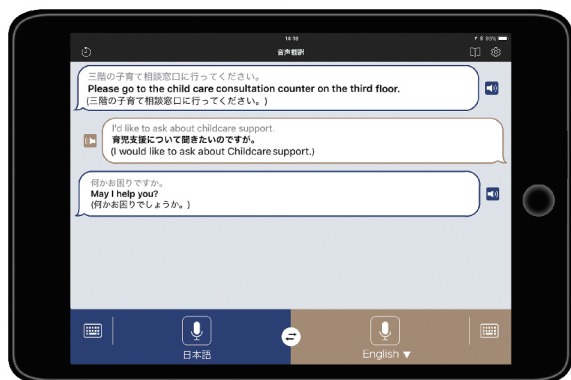 14:18
音声翻訳
三階の子育て相談窓口に行ってください。
Please go to the child care consultation counter on the third floor.
(三階の子育て相談窓口に行ってください。)
I'd like to ask about childcare support.
育児支援について聞きたいのですが。
(I would like to ask about Childcare support.)
何かお困りですか。
May I help you?
(何かお困りでしょうか。)
日本語
English ▼